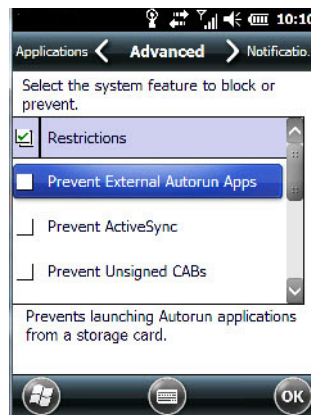 10:10
Applications Advanced Notificatio.
Select the system feature to block or
prevent.
Restrictions
Prevent External Autorun Apps
Prevent ActiveSync
Prevent Unsigned CABs
Prevents launching Autorun applications
from a storage card.
OK